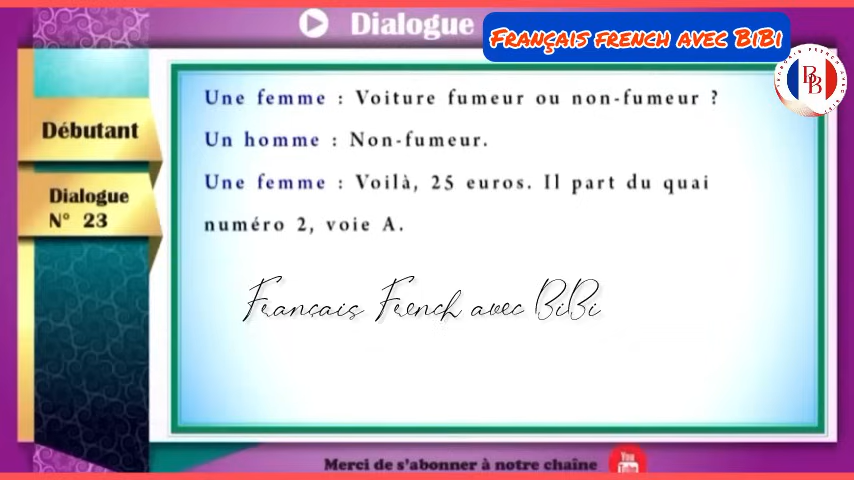 Dialogue
Français french avec BiBi
Une femme : Voiture fumeur ou non-fumeur ?
Débutant
Un homme : Non-fumeur.
Dialogue
N° 23
Une femme : Voilà, 25 euros. Il part du quai
numéro 2, voie A.
Français French avec BiBi
Merci de s'abonner à notre chaîne
You
Tube